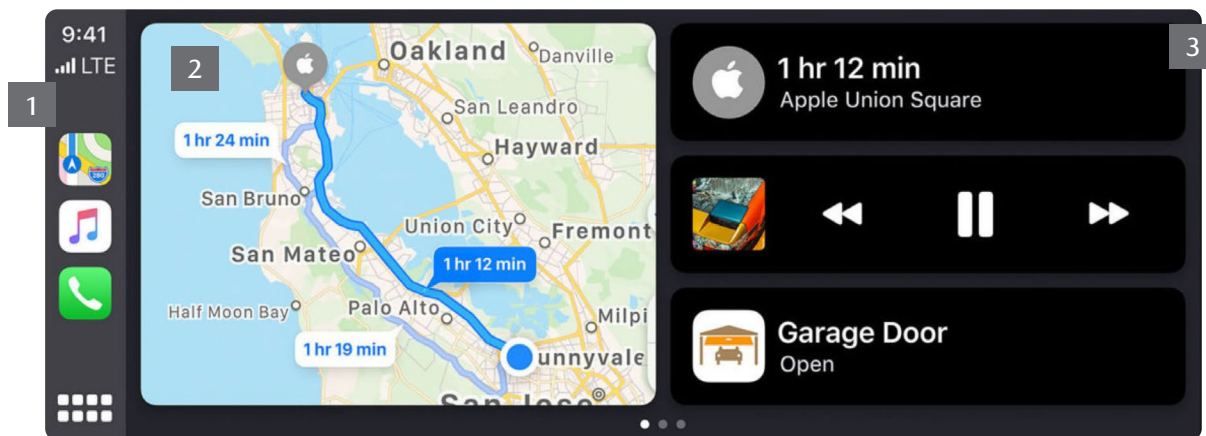 9:41
LTE
1
280
2
Oakland
Danville
San Leandro
1 hr 24 min
Hayward
San Bruno
Union City
Fremont
San Mateo
1 hr 12 min
Half Moon Bay
Palo Alto
Milpi
1 hr 19 min
unnyvale
San Jose
3
1 hr 12 min
Apple Union Square
Garage Door
Open